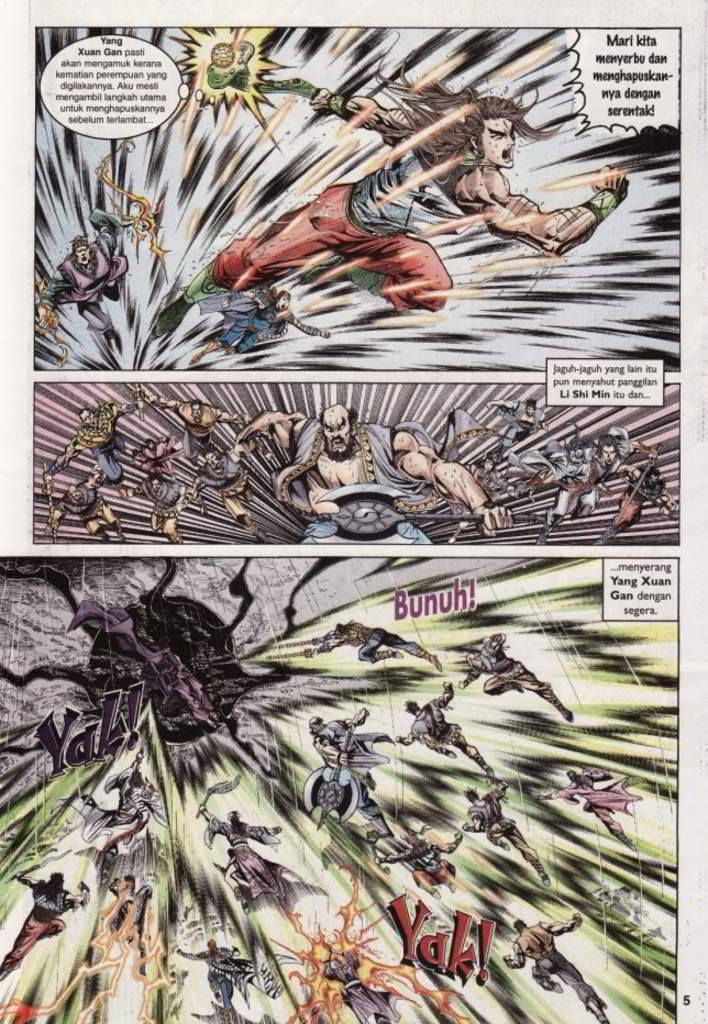 Yang
Xuan Gan pasti
akan mengamuk kerana
kematian perempuan yang
digilakannya. Aku mesti
mengambil langkah utama
untuk menghapuskannya
sebelum terlambat...
Mari kita
menyerbu dan
menghapuskan-
nya dengan
serentak!
Jaguh-jaguh yang lain itu
pun menyahut panggilan
Li Shi Min itu dan...
...menyerang
Yang Xuan
Gan dengan
segera.
Bunuh!
Yak!
Yak!
5